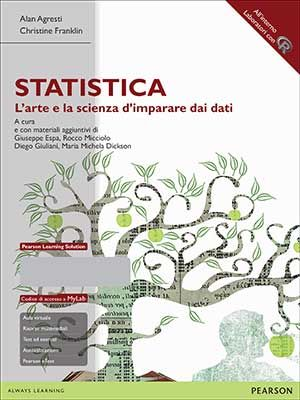 Alan Agresti
Christine Franklin
All'interno
Laboratori con R
STATISTICA
L'arte e la scienza d'imparare dai dati
A cura
e con materiali aggiuntivi di
Giuseppe Espa, Rocco Micciolo
Diego Giuliani, Maria Michela Dickson
Pearson Learning Solution
Codice di accesso a MyLab
Aula virtuale
Risorse multimediali
Test ed esercizi
Annotazioni
Pearson eText
ALWAYS LEARNING
PEARSON